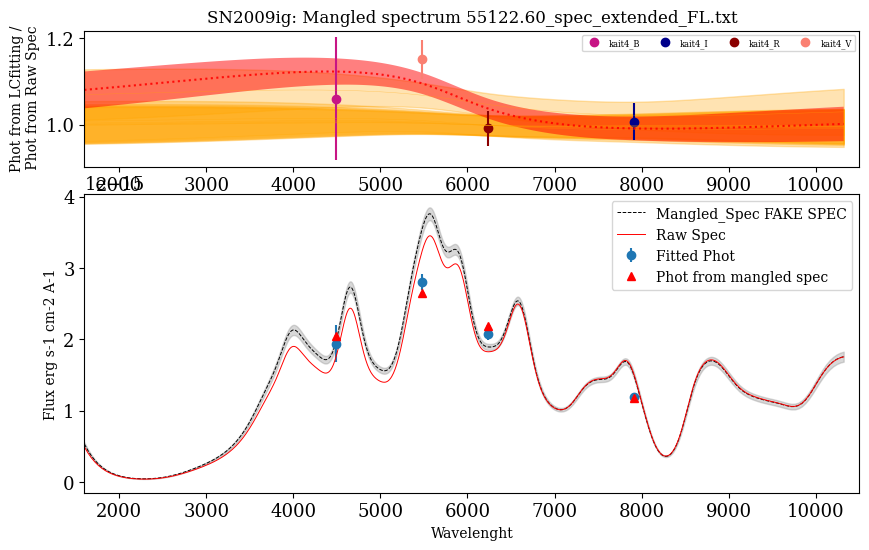 SN2009ig: Mangled spectrum 55122.60_spec_extended_FL.txt
Phot from LCfitting /
Phot from Raw Spec
1.2
1.0
kait4_B kait4_I kait4_R kait4_V
2000 3000 4000 5000 6000 7000 8000 9000 10000
1e−15
Flux erg s-1 cm-2 A-1
4
3
2
1
0
Mangled_Spec FAKE SPEC
Raw Spec
Fitted Phot
Phot from mangled spec
2000 3000 4000 5000 6000 7000 8000 9000 10000
Wavelenght